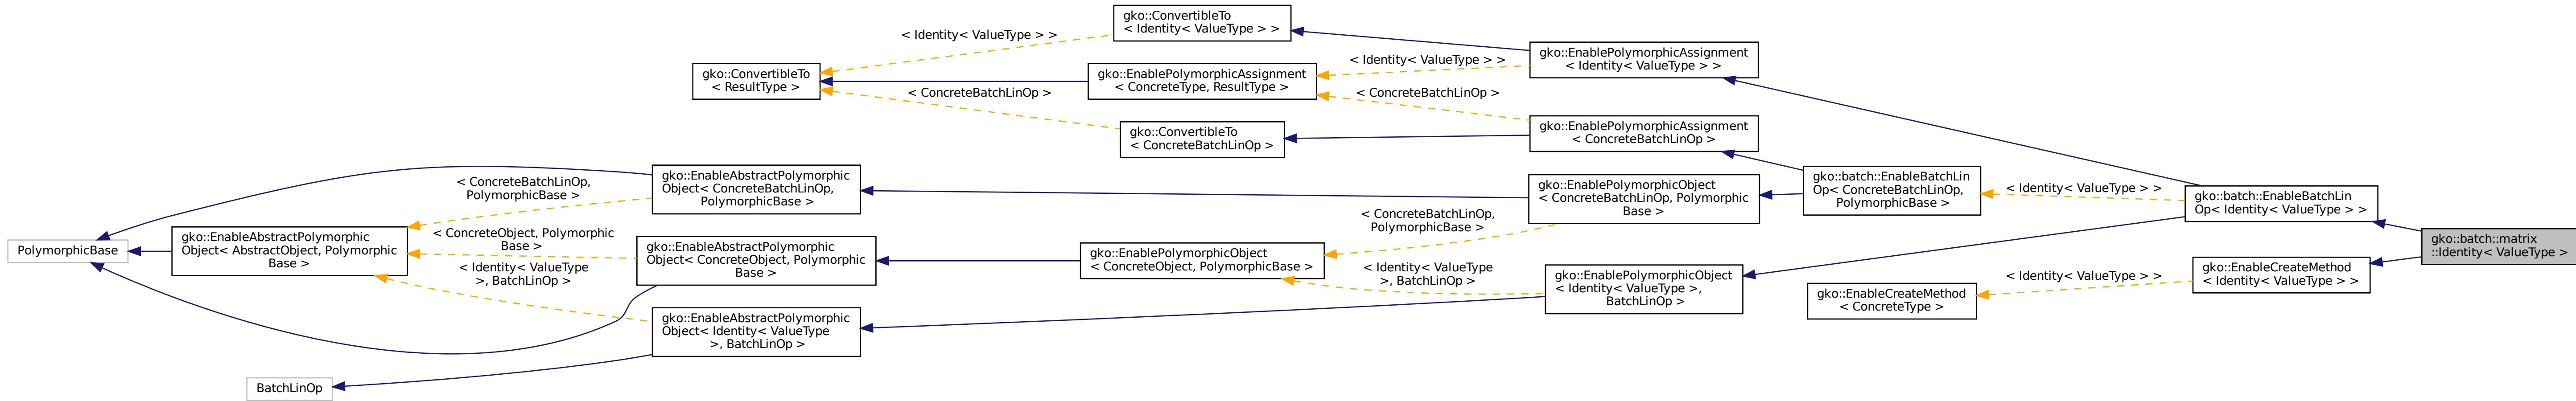 gko::ConvertibleTo
< Identity< ValueType > >
< Identity< ValueType > >
gko::EnablePolymorphicAssignment
< Identity< ValueType > >
< Identity< ValueType > >
gko::ConvertibleTo
< ResultType >
gko::EnablePolymorphicAssignment
< ConcreteType, ResultType >
< ConcreteBatchLinOp >
< ConcreteBatchLinOp >
gko::ConvertibleTo
< ConcreteBatchLinOp >
gko::EnablePolymorphicAssignment
< ConcreteBatchLinOp >
gko::EnableAbstractPolymorphic
Object< ConcreteBatchLinOp,
PolymorphicBase >
< ConcreteBatchLinOp,
PolymorphicBase >
gko::EnablePolymorphicObject
< ConcreteBatchLinOp, Polymorphic
Base >
gko::batch::EnableBatchLin
Op< ConcreteBatchLinOp,
PolymorphicBase >
< Identity< ValueType > >
gko::batch::EnableBatchLin
Op< Identity< ValueType > >
< ConcreteBatchLinOp,
PolymorphicBase >
PolymorphicBase
gko::EnableAbstractPolymorphic
Object< AbstractObject, Polymorphic
Base >
< ConcreteObject, Polymorphic
Base >
gko::EnableAbstractPolymorphic
Object< ConcreteObject, Polymorphic
Base >
gko::EnablePolymorphicObject
< ConcreteObject, PolymorphicBase >
gko::batch::matrix
::Identity< ValueType >
< Identity< ValueType
>, BatchLinOp >
< Identity< ValueType
>, BatchLinOp >
gko::EnablePolymorphicObject
< Identity< ValueType >,
BatchLinOp >
< Identity< ValueType > >
gko::EnableCreateMethod
< Identity< ValueType > >
gko::EnableCreateMethod
< ConcreteType >
gko::EnableAbstractPolymorphic
Object< Identity< ValueType
>, BatchLinOp >
BatchLinOp